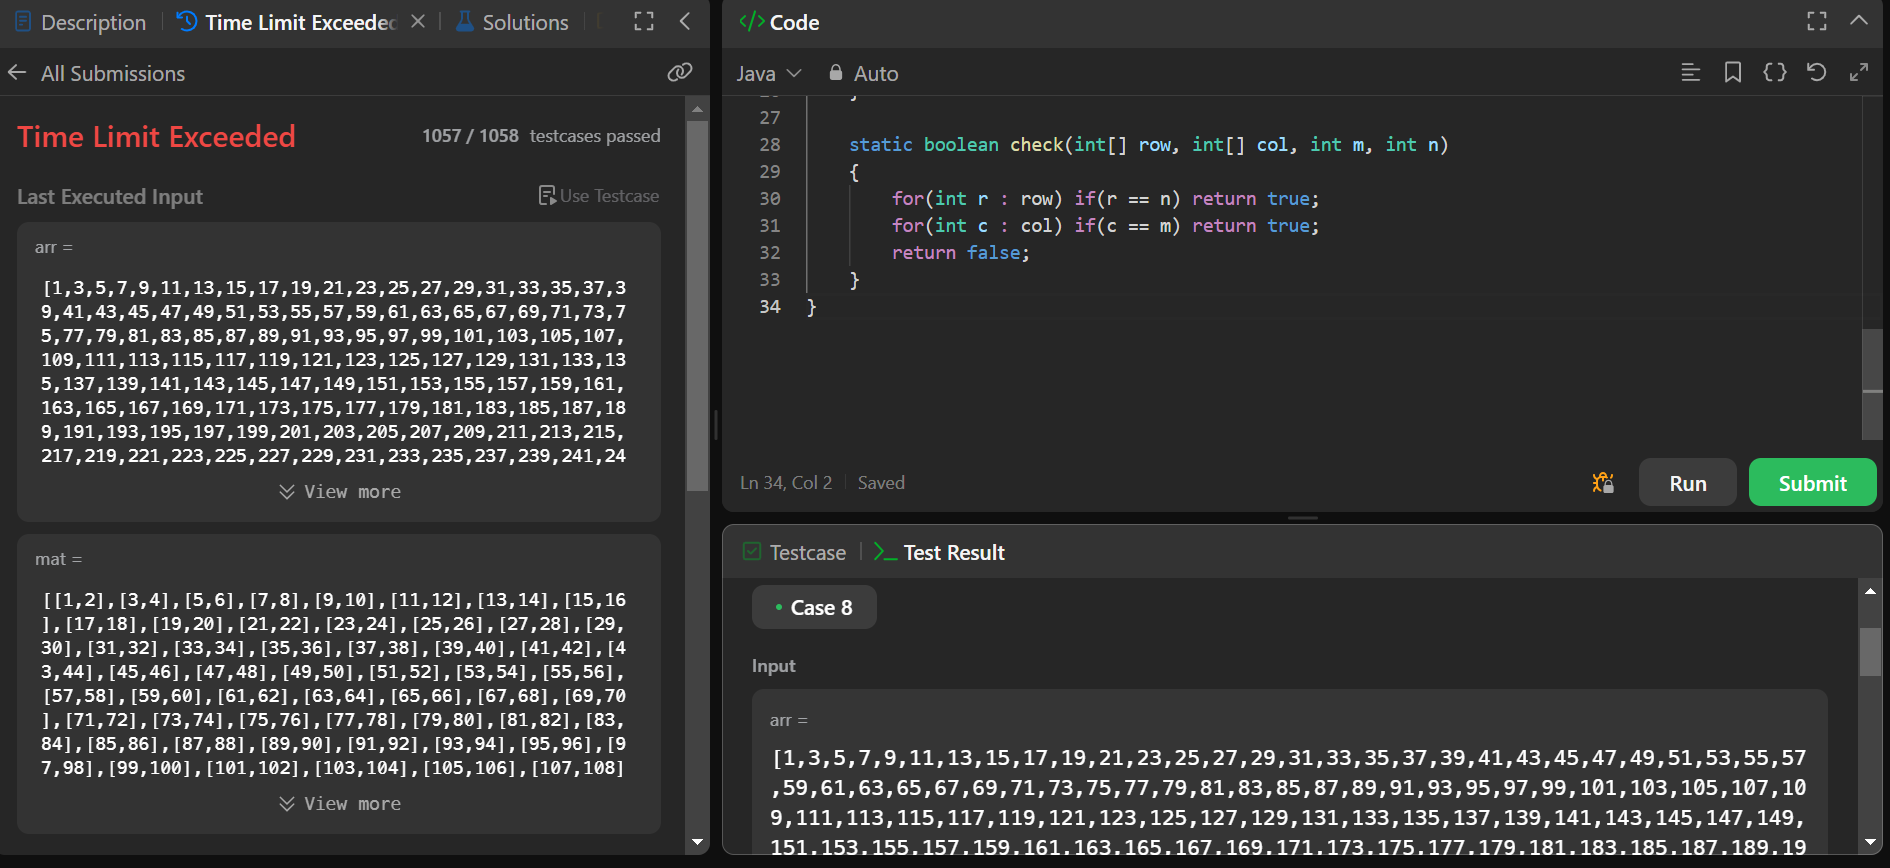 Description
Time Limit Exceeded
Solutions
All Submissions
Time Limit Exceeded
1057 / 1058 testcases passed
Last Executed Input
Use Testcase
arr =
[1,3,5,7,9,11,13,15,17,19,21,23,25,27,29,31,33,35,37,3
9,41,43,45,47,49,51,53,55,57,59,61,63,65,67,69,71,73,7
5,77,79,81,83,85,87,89,91,93,95,97,99,101,103,105,107,
109,111,113,115,117,119,121,123,125,127,129,131,133,13
5,137,139,141,143,145,147,149,151,153,155,157,159,161,
163,165,167,169,171,173,175,177,179,181,183,185,187,18
9,191,193,195,197,199,201,203,205,207,209,211,213,215,
217,219,221,223,225,227,229,231,233,235,237,239,241,24
View more
mat =
[[1,2],[3,4],[5,6],[7,8],[9,10],[11,12],[13,14],[15,16
],[17,18],[19,20],[21,22],[23,24],[25,26],[27,28],[29,
30],[31,32],[33,34],[35,36],[37,38],[39,40],[41,42],[4
3,44],[45,46],[47,48],[49,50],[51,52],[53,54],[55,56],
[57,58],[59,60],[61,62],[63,64],[65,66],[67,68],[69,70
],[71,72],[73,74],[75,76],[77,78],[79,80],[81,82],[83,
84],[85,86],[87,88],[89,90],[91,92],[93,94],[95,96],[9
7,98],[99,100],[101,102],[103,104],[105,106],[107,108]
View more
</> Code
Java
Auto
27
28 static boolean check(int[] row, int[] col, int m, int n)
29 {
30 for(int r : row) if(r == n) return true;
31 for(int c : col) if(c == m) return true;
32 return false;
33 }
34 }
Ln 34, Col 2
Saved
Run
Submit
Testcase
>_ Test Result
• Case 8
Input
arr =
[1,3,5,7,9,11,13,15,17,19,21,23,25,27,29,31,33,35,37,39,41,43,45,47,49,51,53,55,57
,59,61,63,65,67,69,71,73,75,77,79,81,83,85,87,89,91,93,95,97,99,101,103,105,107,10
9,111,113,115,117,119,121,123,125,127,129,131,133,135,137,139,141,143,145,147,149,
151,153,155,157,159,161,163,165,167,169,171,173,175,177,179,181,183,185,187,189,19